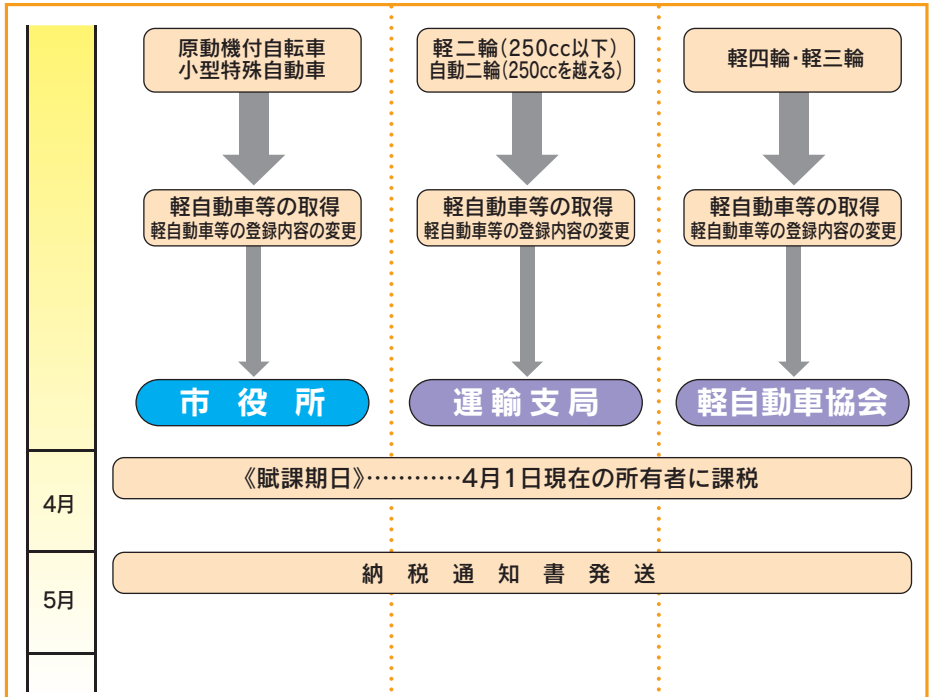 原動機付自転車
小型特殊自動車
軽二輪(250cc以下)
自動二輪(250ccを越える)
軽四輪・軽三輪
軽自動車等の取得
軽自動車等の登録内容の変更
軽自動車等の取得
軽自動車等の登録内容の変更
軽自動車等の取得
軽自動車等の登録内容の変更
市役所
運輸支局
軽自動車協会
4月
《賦課期日》…………4月1日現在の所有者に課税
5月
納税通知書発送